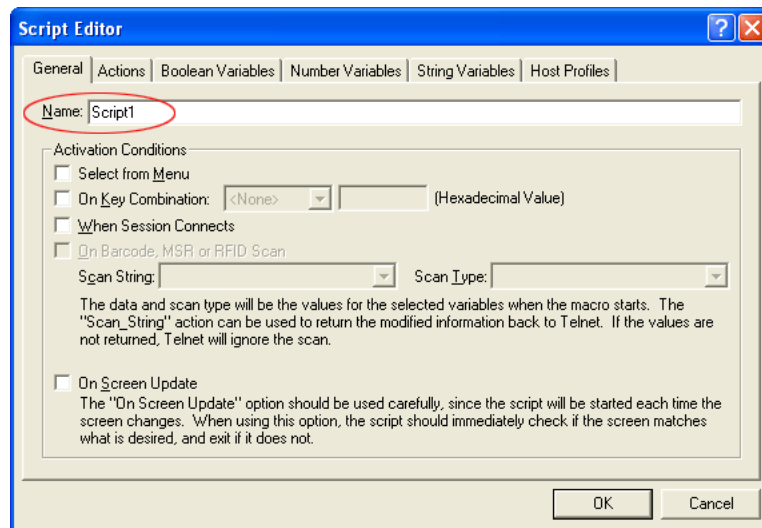 Script Editor
General Actions Boolean Variables Number Variables String Variables Host Profiles
Name: Script1
Activation Conditions
Select from Menu
On Key Combination: <None> (Hexadecimal Value)
When Session Connects
On Barcode, MSR or RFID Scan
Scan String: Scan Type:
The data and scan type will be the values for the selected variables when the macro starts. The
"Scan_String" action can be used to return the modified information back to Telnet. If the values are
not returned, Telnet will ignore the scan.
On Screen Update
The "On Screen Update" option should be used carefully, since the script will be started each time the
screen changes. When using this option, the script should immediately check if the screen matches
what is desired, and exit if it does not.
OK Cancel